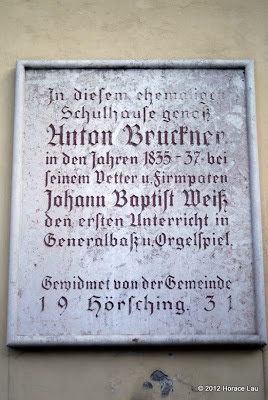 In diesem ehemaligen
Schulhause genoß
Anton Bruckner
in den Jahren 1835-37 bei
seinem Vetter u. Firmpaten
Johann Baptist Weiß
den ersten Unterricht in
Generalbaß u. Orgelspiel.
Gewidmet von der Gemeinde
19 Hörsching. 31
© 2012 Horace Lau